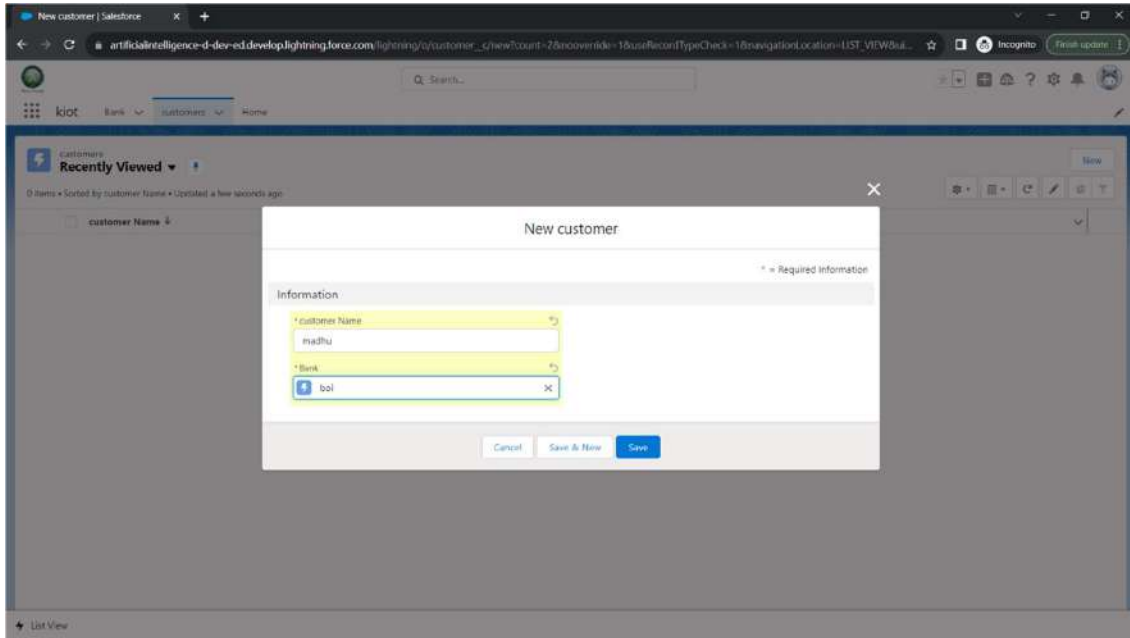 New customer | Salesforce
artificialintelligence-d-dev-ed.develop.lightning.force.com/lightning/o/customer__c/new?count=2&nooverride=1&useRecordTypeCheck=1&navigationLocation=LIST_VIEW&ui...
Incognito
Finish update
Search...
kiot
Bank
customers
Home
customers
Recently Viewed
New
0 items • Sorted by customer Name • Updated a few seconds ago
customer Name
New customer
* = Required Information
Information
* customer Name
madhu
* Bank
boi
Cancel
Save & New
Save
List View